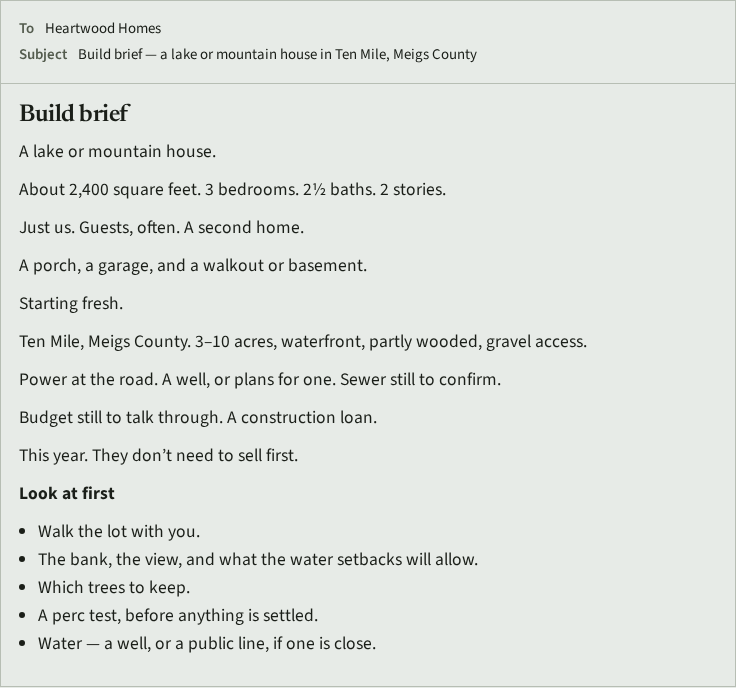 To Heartwood Homes
Subject Build brief — a lake or mountain house in Ten Mile, Meigs County
Build brief
A lake or mountain house.
About 2,400 square feet. 3 bedrooms. 2½ baths. 2 stories.
Just us. Guests, often. A second home.
A porch, a garage, and a walkout or basement.
Starting fresh.
Ten Mile, Meigs County. 3–10 acres, waterfront, partly wooded, gravel access.
Power at the road. A well, or plans for one. Sewer still to confirm.
Budget still to talk through. A construction loan.
This year. They don’t need to sell first.
Look at first
• Walk the lot with you.
• The bank, the view, and what the water setbacks will allow.
• Which trees to keep.
• A perc test, before anything is settled.
• Water — a well, or a public line, if one is close.